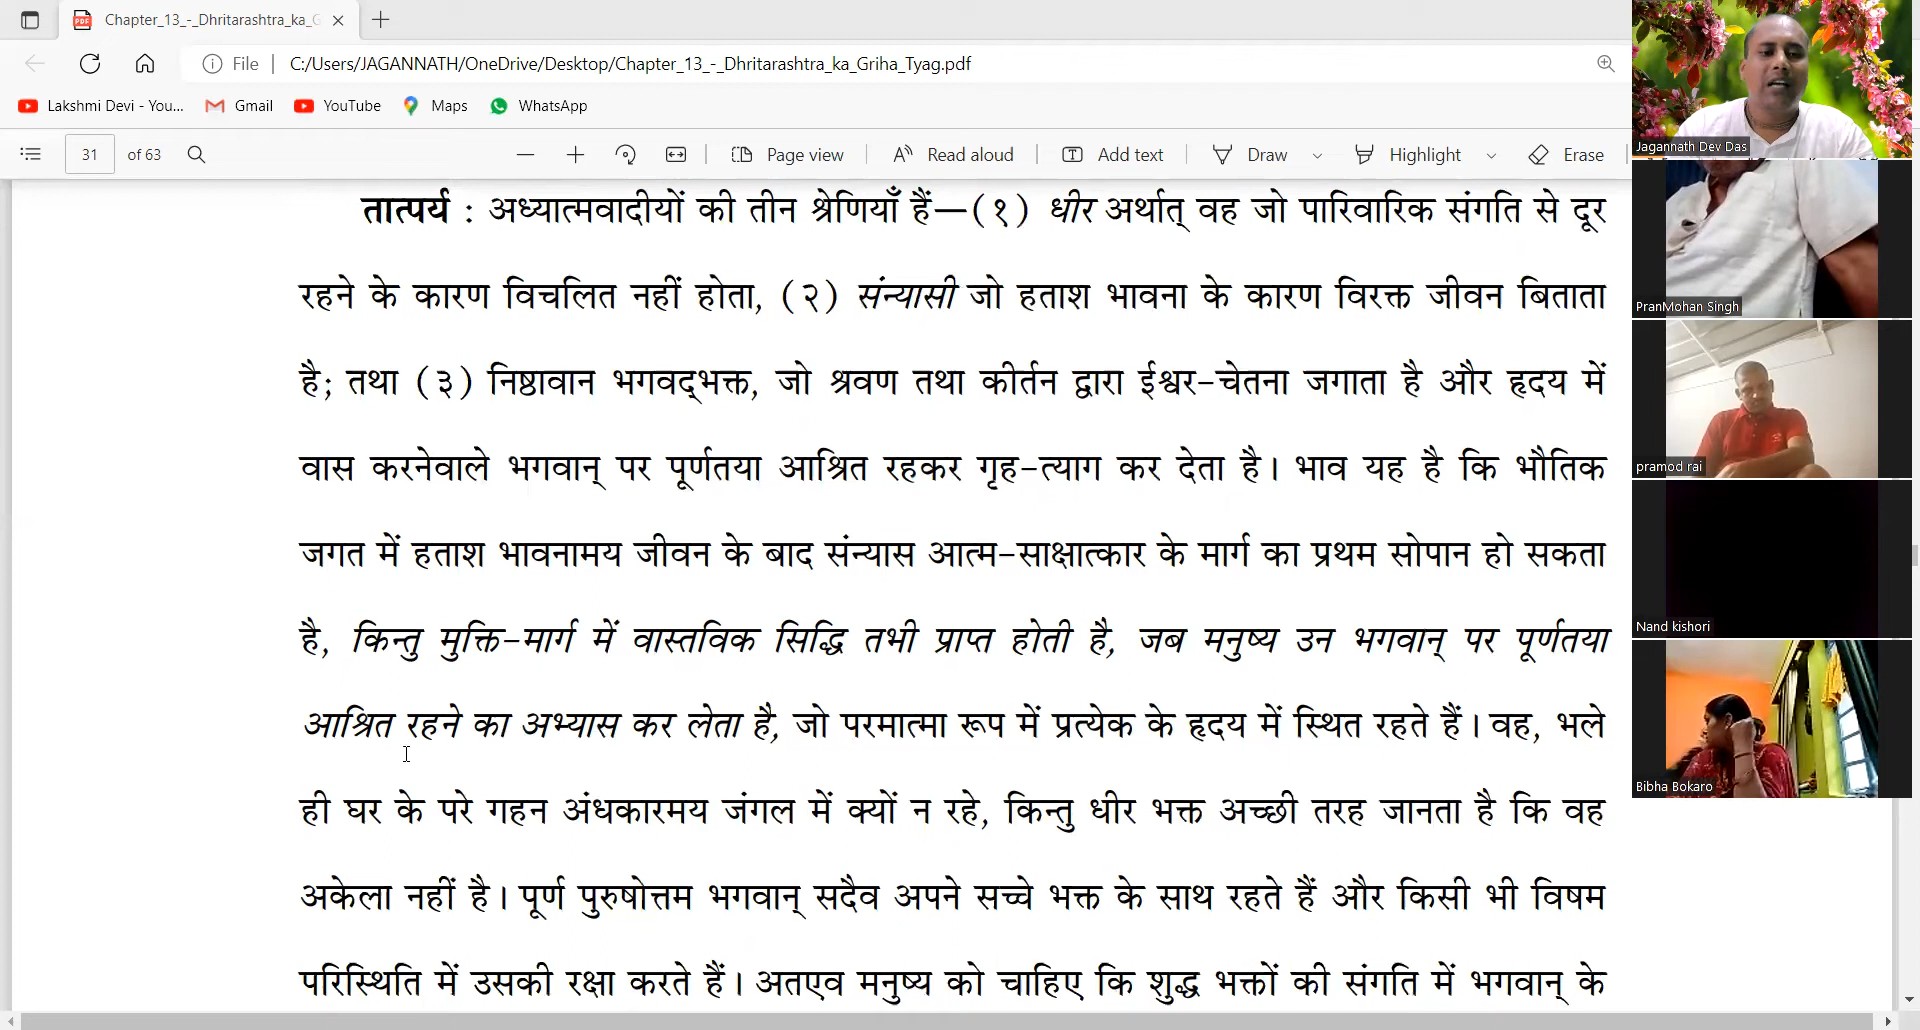 Chapter_13_-_Dhritarashtra_ka_G
File
C:/Users/JAGANNATH/OneDrive/Desktop/Chapter_13_-_Dhritarashtra_ka_Griha_Tyag.pdf
Lakshmi Devi - You... Gmail YouTube Maps WhatsApp
31 of 63 Page view Read aloud Add text Draw Highlight Erase
तात्पर्य : अध्यात्मवादीयों की तीन श्रेणियाँ हैं—(१) धीर अर्थात् वह जो पारिवारिक संगति से दूर
रहने के कारण विचलित नहीं होता, (२) संन्यासी जो हताश भावना के कारण विरक्त जीवन बिताता
है; तथा (३) निष्ठावान भगवद्भक्त, जो श्रवण तथा कीर्तन द्वारा ईश्वर-चेतना जगाता है और हृदय में
वास करनेवाले भगवान् पर पूर्णतया आश्रित रहकर गृह-त्याग कर देता है। भाव यह है कि भौतिक
जगत में हताश भावनामय जीवन के बाद संन्यास आत्म-साक्षात्कार के मार्ग का प्रथम सोपान हो सकता
है, किन्तु मुक्ति-मार्ग में वास्तविक सिद्धि तभी प्राप्त होती है, जब मनुष्य उन भगवान् पर पूर्णतया
आश्रित रहने का अभ्यास कर लेता है, जो परमात्मा रूप में प्रत्येक के हृदय में स्थित रहते हैं। वह, भले
ही घर के परे गहन अंधकारमय जंगल में क्यों न रहे, किन्तु धीर भक्त अच्छी तरह जानता है कि वह
अकेला नहीं है। पूर्ण पुरुषोत्तम भगवान् सदैव अपने सच्चे भक्त के साथ रहते हैं और किसी भी विषम
परिस्थिति में उसकी रक्षा करते हैं। अतएव मनुष्य को चाहिए कि शुद्ध भक्तों की संगति में भगवान् के
Jagannath Dev Das
PranMohan Singh
pramod rai
Nand kishori
Bibha Bokaro